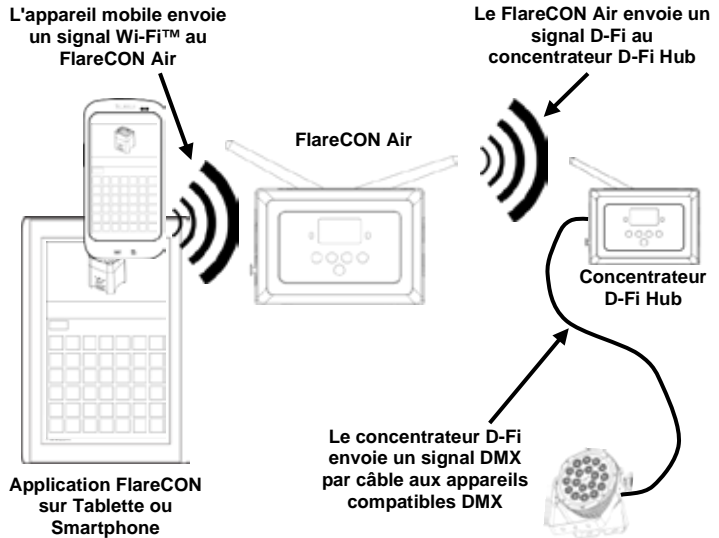 L'appareil mobile envoie
un signal Wi-Fi™ au
FlareCON Air
Le FlareCON Air envoie un
signal D-Fi au
concentrateur D-Fi Hub
FlareCON Air
Concentrateur
D-Fi Hub
Le concentrateur D-Fi
envoie un signal DMX
par câble aux appareils
compatibles DMX
Application FlareCON
sur Tablette ou
Smartphone